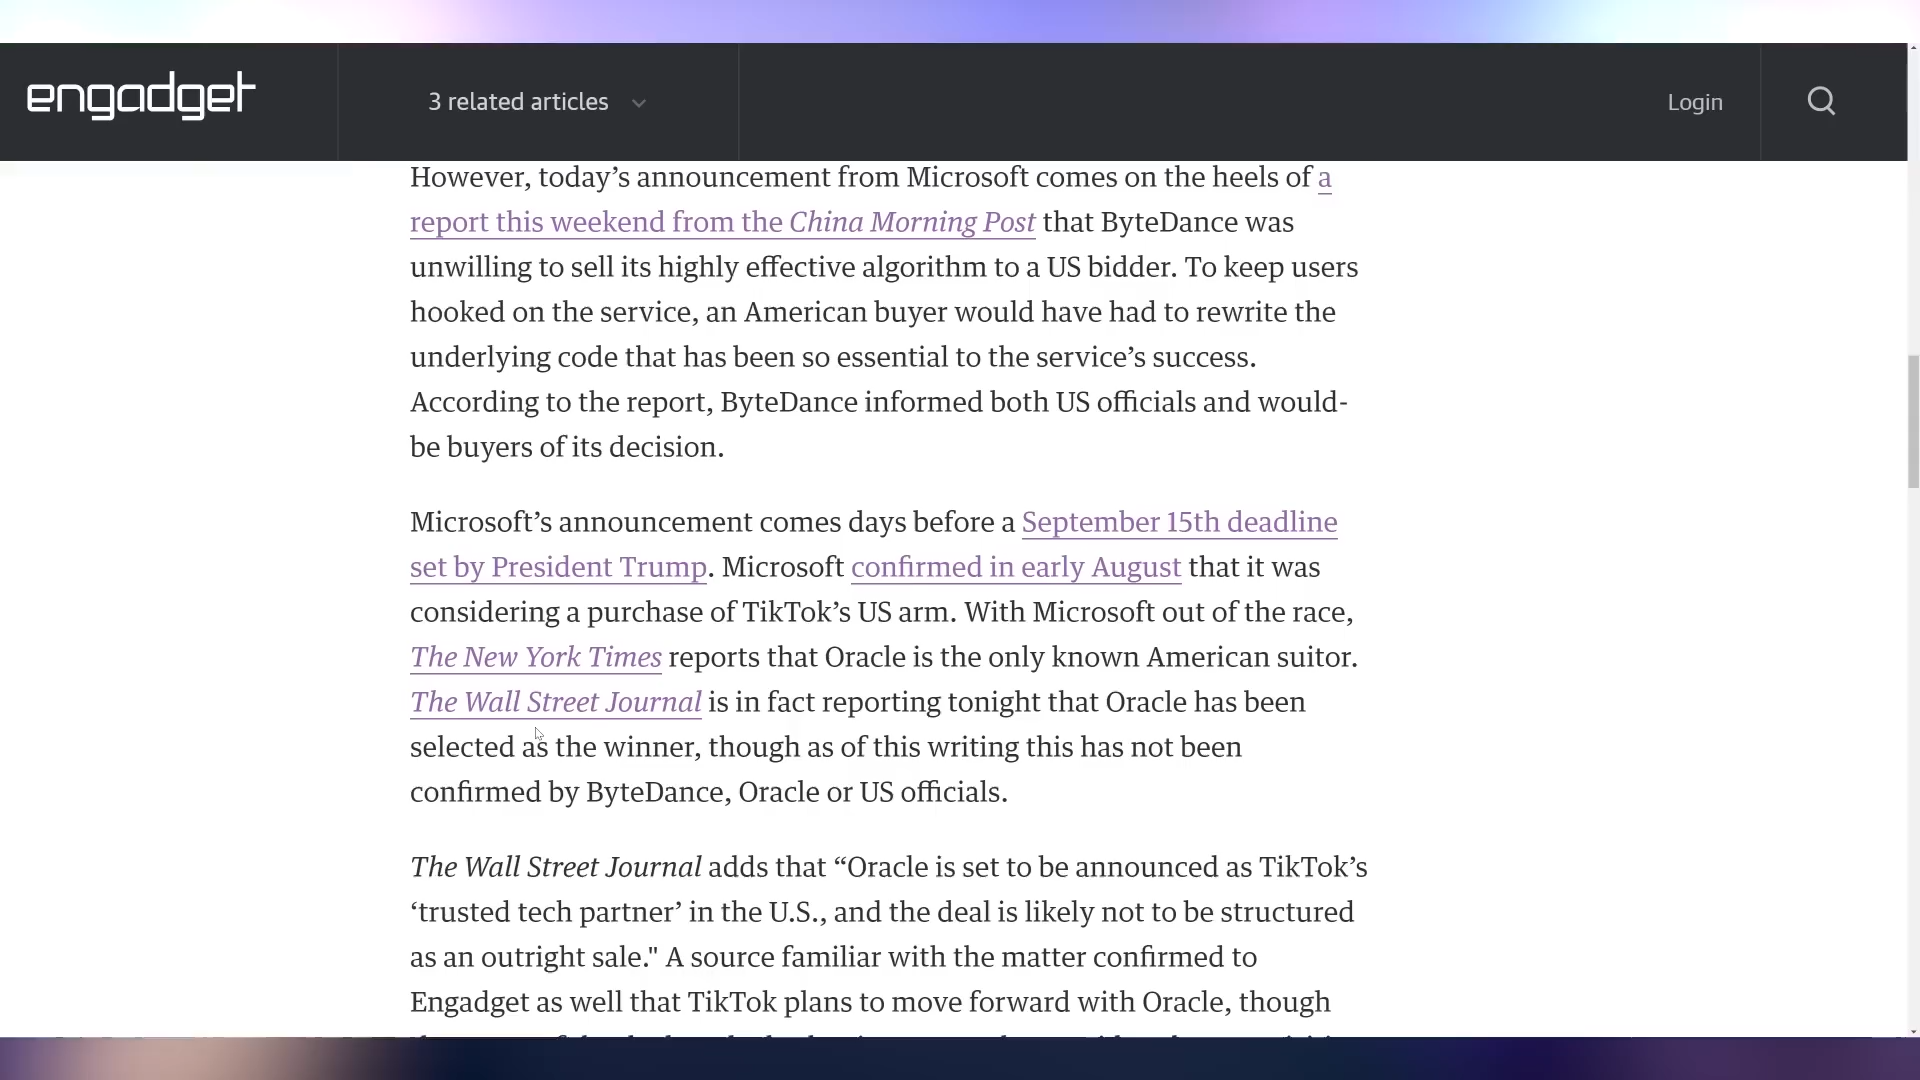 engadget
3 related articles
Login
However, today’s announcement from Microsoft comes on the heels of a
report this weekend from the China Morning Post that ByteDance was
unwilling to sell its highly effective algorithm to a US bidder. To keep users
hooked on the service, an American buyer would have had to rewrite the
underlying code that has been so essential to the service’s success.
According to the report, ByteDance informed both US officials and would-
be buyers of its decision.
Microsoft’s announcement comes days before a September 15th deadline
set by President Trump. Microsoft confirmed in early August that it was
considering a purchase of TikTok’s US arm. With Microsoft out of the race,
The New York Times reports that Oracle is the only known American suitor.
The Wall Street Journal is in fact reporting tonight that Oracle has been
selected as the winner, though as of this writing this has not been
confirmed by ByteDance, Oracle or US officials.
The Wall Street Journal adds that “Oracle is set to be announced as TikTok’s
‘trusted tech partner’ in the U.S., and the deal is likely not to be structured
as an outright sale." A source familiar with the matter confirmed to
Engadget as well that TikTok plans to move forward with Oracle, though